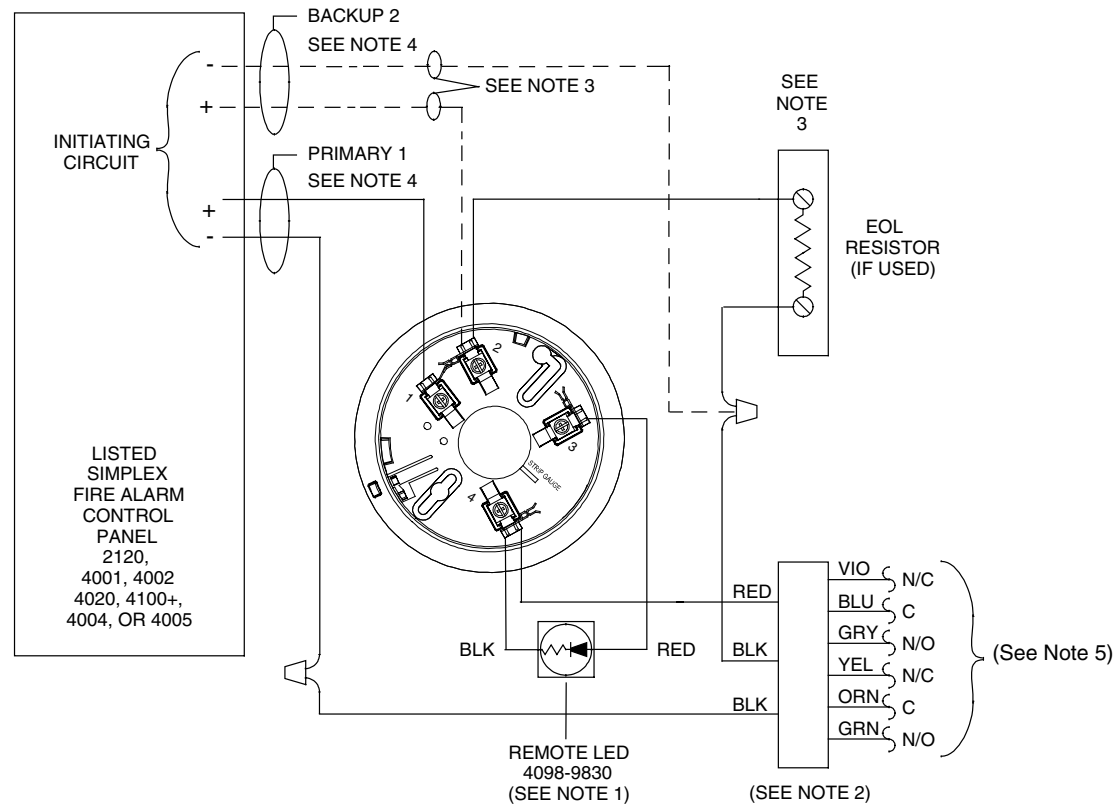 BACKUP 2
SEE NOTE 4
-
+
SEE NOTE 3
INITIATING
CIRCUIT
PRIMARY 1
SEE NOTE 4
+
-
SEE
NOTE
3
EOL
RESISTOR
(IF USED)
1
2
3
4
STRIP GAUGE
LISTED
SIMPLEX
FIRE ALARM
CONTROL
PANEL
2120,
4001, 4002
4020, 4100+,
4004, OR 4005
RED
BLK
RED
BLK
BLK
VIO
N/C
BLU
C
GRY
N/O
YEL
N/C
ORN
C
GRN
N/O
(See Note 5)
REMOTE LED
4098-9830
(SEE NOTE 1)
(SEE NOTE 2)